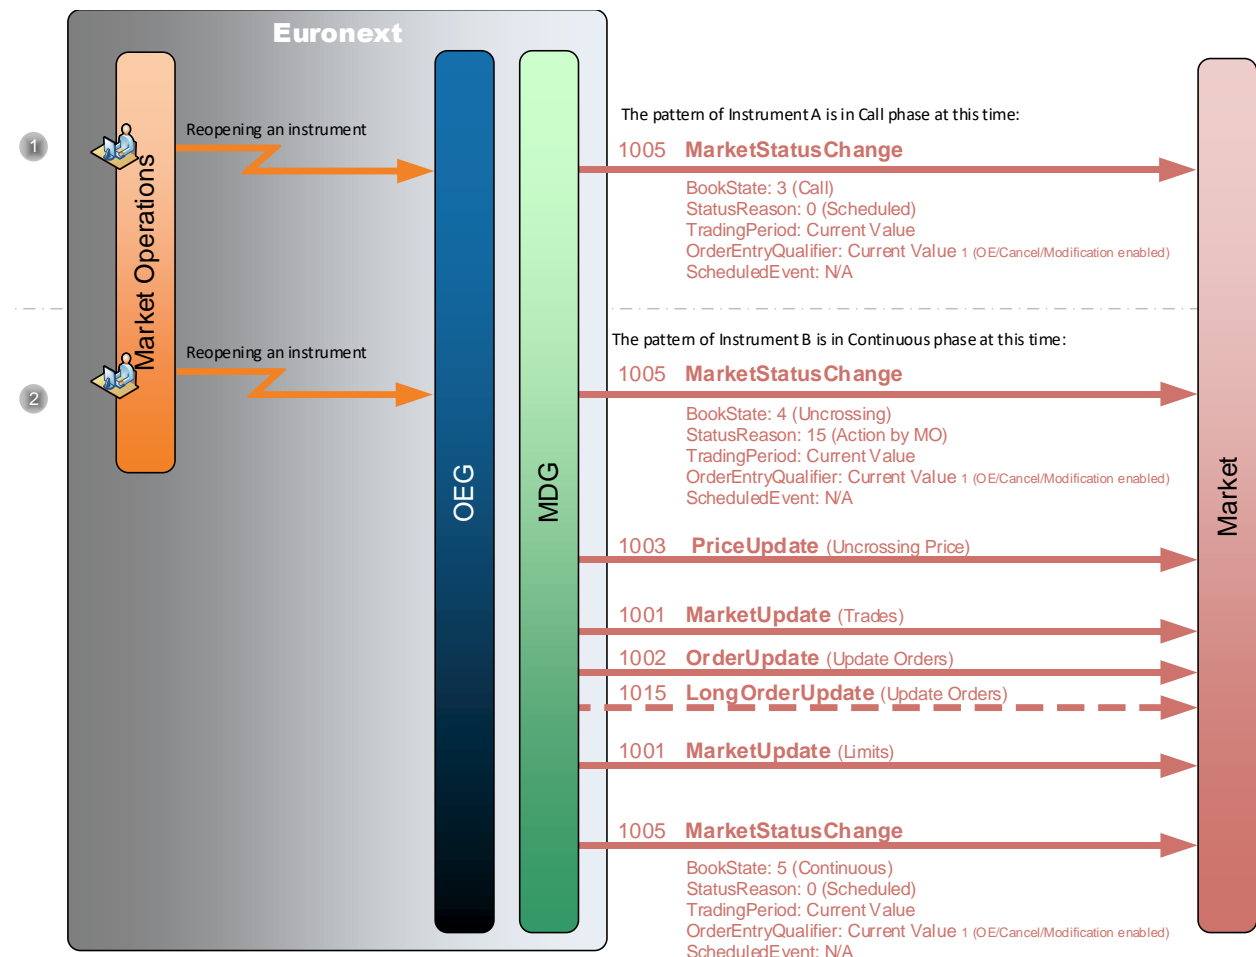 Euronext
The pattern of Instrument A is in Call phase at this time:
1
Reopening an instrument
1005 MarketStatusChange
BookState: 3 (Call)
StatusReason: 0 (Scheduled)
TradingPeriod: Current Value
OrderEntryQualifier: Current Value 1 (OE/Cancel/Modification enabled)
ScheduledEvent: N/A
Market Operations
2
Reopening an instrument
The pattern of Instrument B is in Continuous phase at this time:
1005 MarketStatusChange
BookState: 4 (Uncrossing)
StatusReason: 15 (Action by MO)
TradingPeriod: Current Value
OrderEntryQualifier: Current Value 1 (OE/Cancel/Modification enabled)
ScheduledEvent: N/A
OEG
MDG
Market
1003 PriceUpdate (Uncrossing Price)
1001 MarketUpdate (Trades)
1002 OrderUpdate (Update Orders)
1015 LongOrderUpdate (Update Orders)
1001 MarketUpdate (Limits)
1005 MarketStatusChange
BookState: 5 (Continuous)
StatusReason: 0 (Scheduled)
TradingPeriod: Current Value
OrderEntryQualifier: Current Value 1 (OE/Cancel/Modification enabled)
ScheduledEvent: N/A